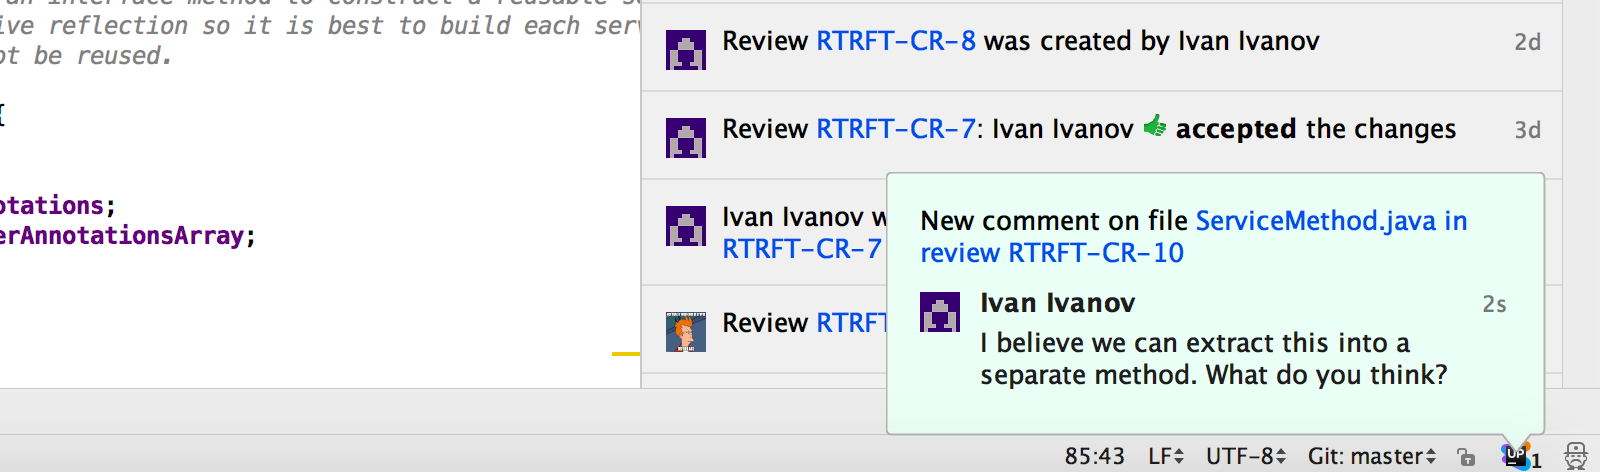 ive reflection so it is best to build each serv
ot be reused.
{
otations;
erAnnotationsArray;
Review RTRFT-CR-8 was created by Ivan Ivanov 2d
Review RTRFT-CR-7: Ivan Ivanov accepted the changes 3d
Ivan Ivanov w
RTRFT-CR-7
Review RTRFT
New comment on file ServiceMethod.java in
review RTRFT-CR-10
Ivan Ivanov 2s
I believe we can extract this into a
separate method. What do you think?
85:43 LF UTF-8 Git: master UP 1